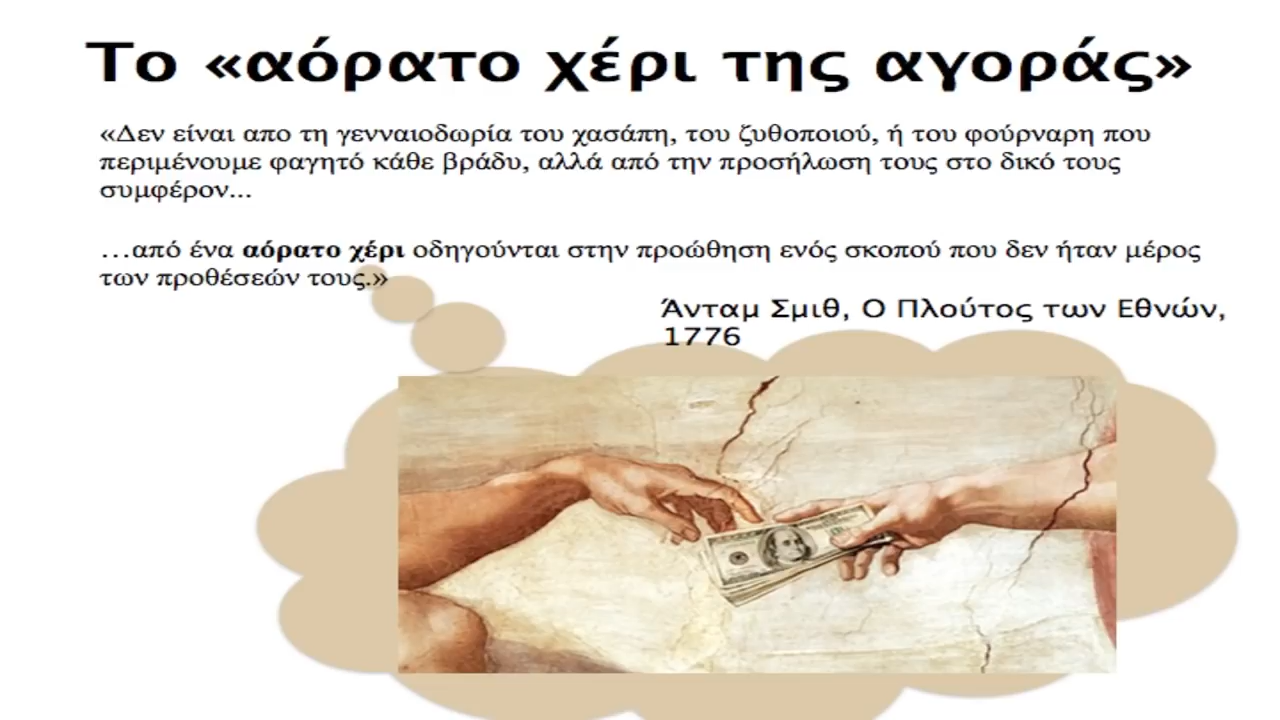 Το «αόρατο χέρι της αγοράς»
«Δεν είναι απο τη γενναιοδωρία του χασάπη, του ζυθοποιού, ή του φούρναρη που
περιμένουμε φαγητό κάθε βράδυ, αλλά από την προσήλωση τους στο δικό τους
συμφέρον...
…από ένα αόρατο χέρι οδηγούνται στην προώθηση ενός σκοπού που δεν ήταν μέρος
των προθέσεών τους.»
Άνταμ Σμιθ, Ο Πλούτος των Εθνών,
1776